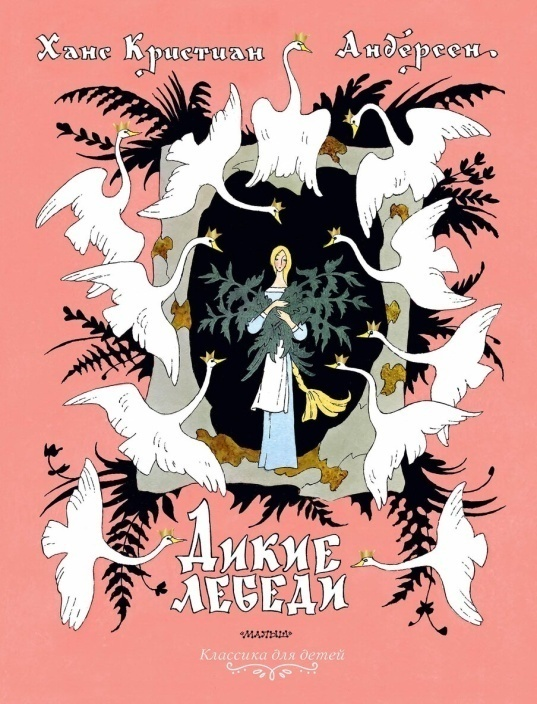 Ханс Кристиан Андерсен.
Дикие
лебеди
«МАЛЫШ»
Классика для детей